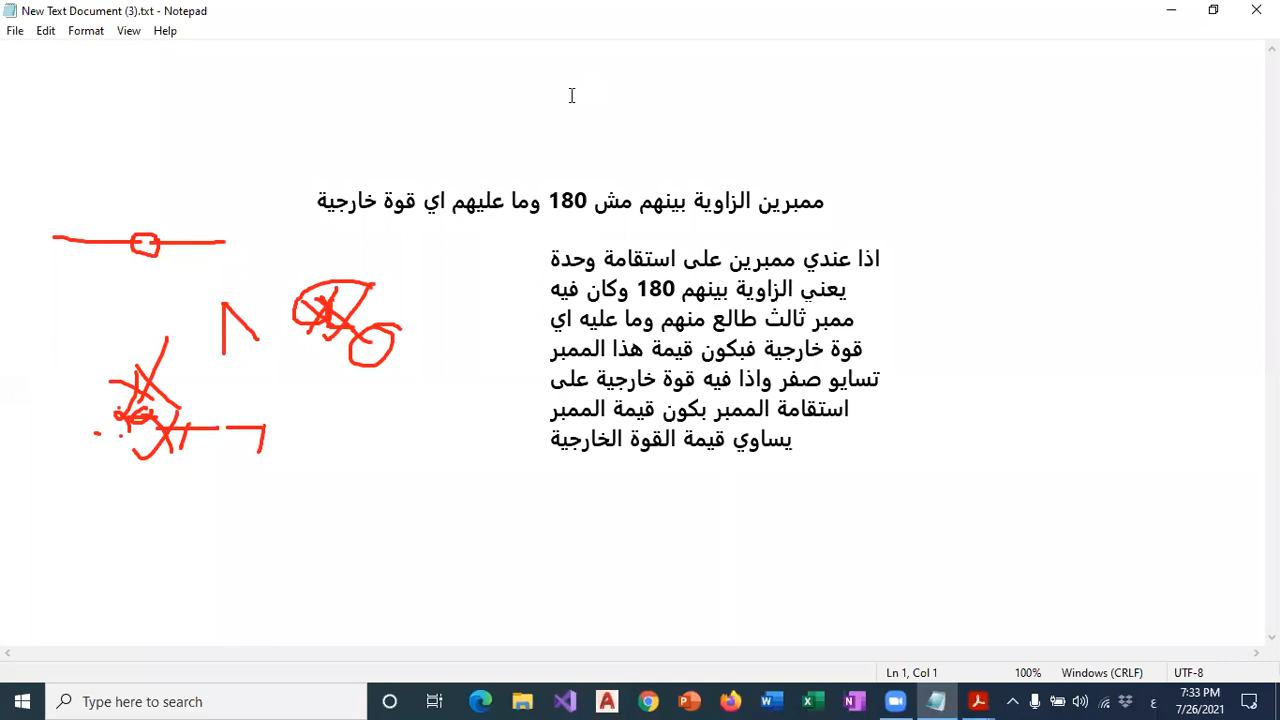 New Text Document (3).txt - Notepad
File Edit Format View Help
ممبرين الزاوية بينهم مش 180 وما عليهم اي قوة خارجية
اذا عندي ممبرين على استقامة وحدة
يعني الزاوية بينهم 180 وكان فيه
ممبر ثالث طالع منهم وما عليه اي
قوة خارجية فبكون قيمة هذا الممبر
تسايو صفر واذا فيه قوة خارجية على
استقامة الممبر بكون قيمة الممبر
يساوي قيمة القوة الخارجية
Ln 1, Col 1 100% Windows (CRLF) UTF-8
Type here to search
ع 7:33 PM
7/26/2021